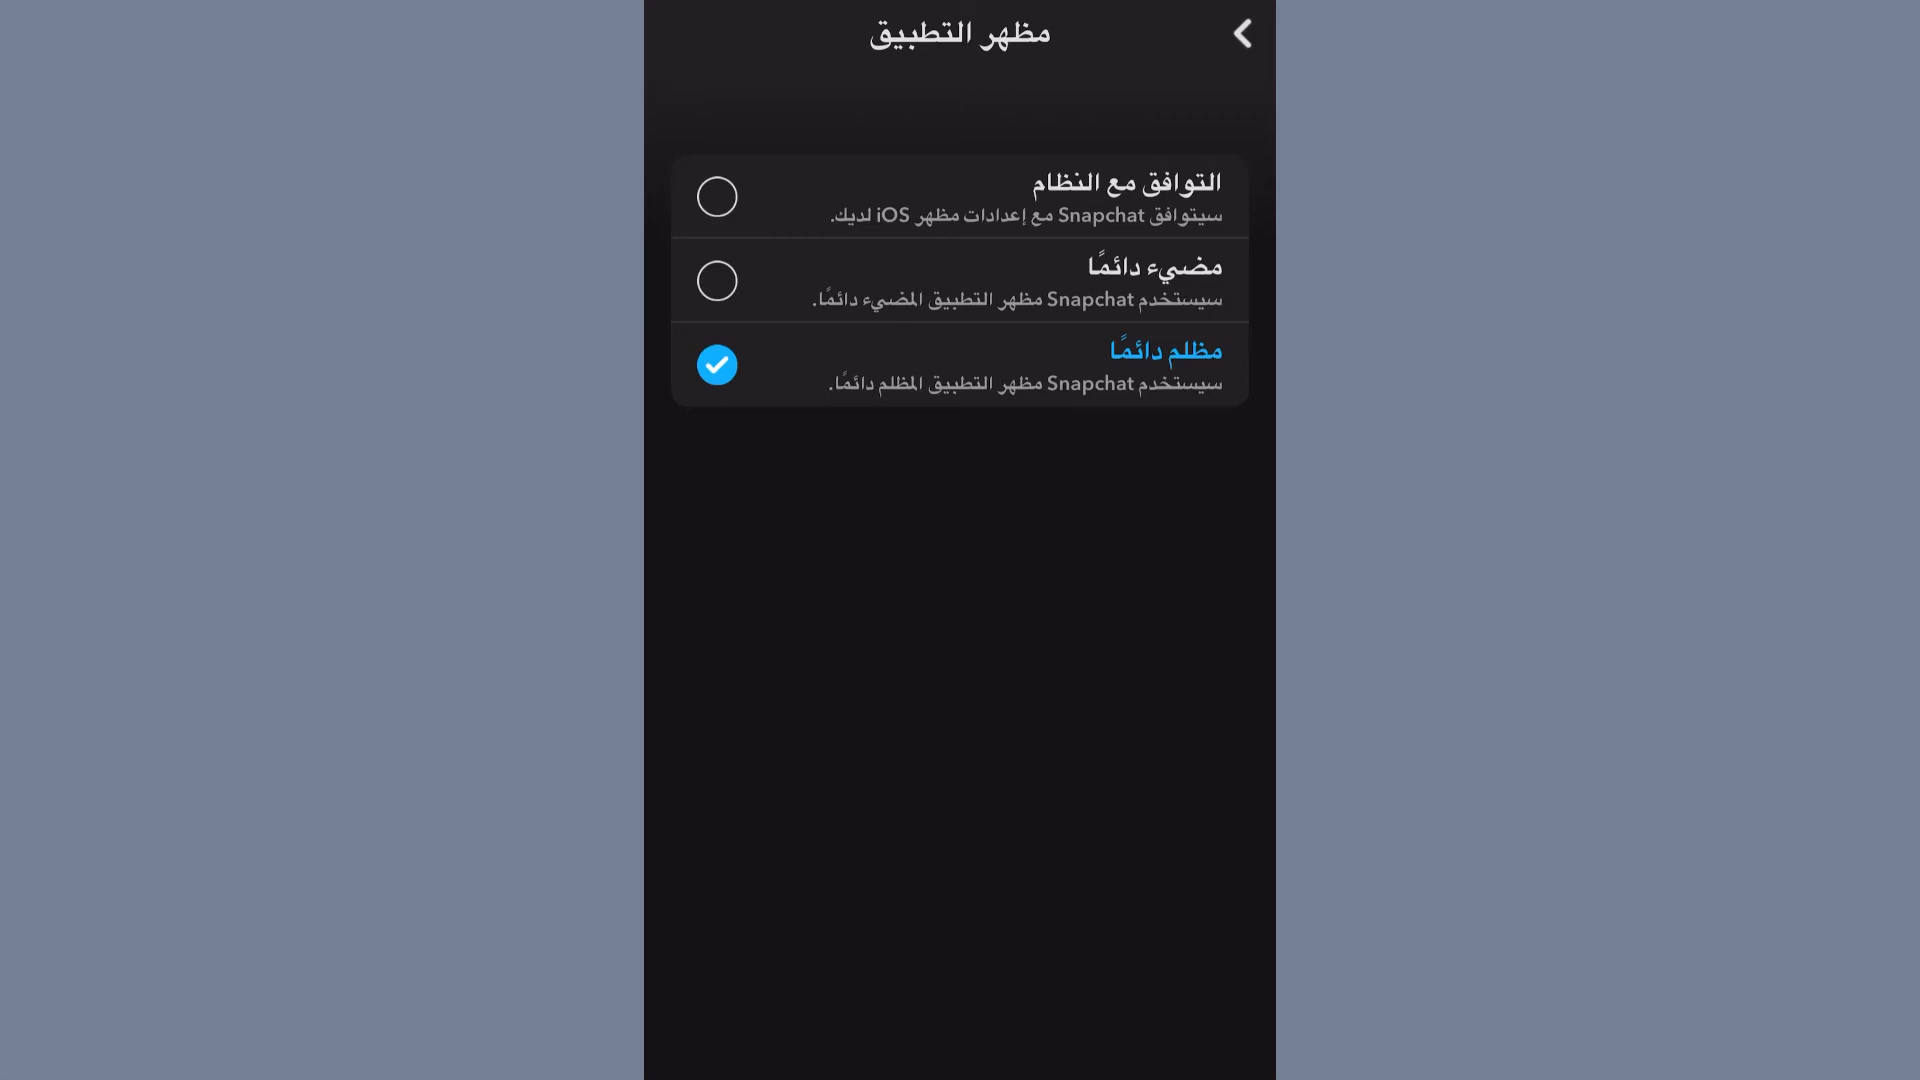 مظهر التطبيق
التوافق مع النظام
سيتوافق Snapchat مع إعدادات مظهر iOS لديك.
مضيء دائمًا
سيستخدم Snapchat مظهر التطبيق المضيء دائمًا.
مظلم دائمًا
سيستخدم Snapchat مظهر التطبيق المظلم دائمًا.